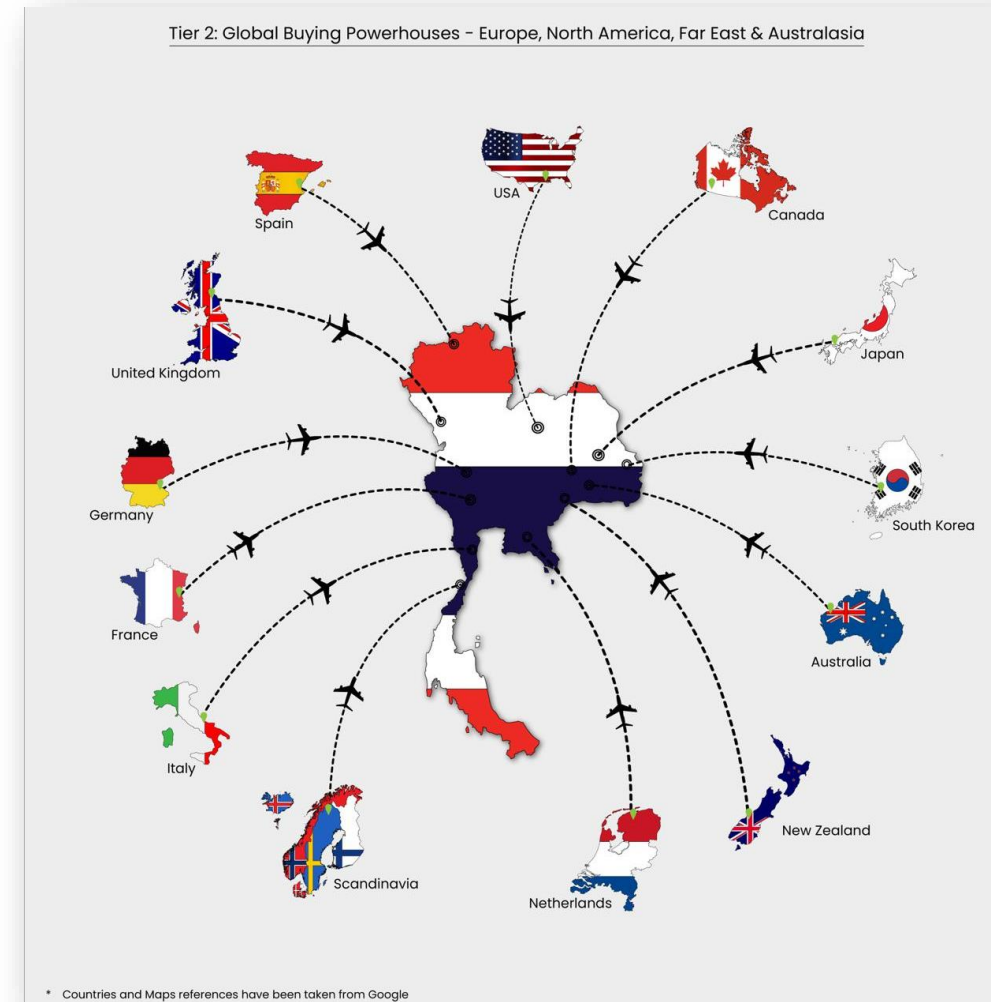 Tier 2: Global Buying Powerhouses - Europe, North America, Far East & Australasia
Spain
USA
Canada
United Kingdom
Japan
Germany
South Korea
France
Australia
Italy
New Zealand
Scandinavia
Netherlands
* Countries and Maps references have been taken from Google